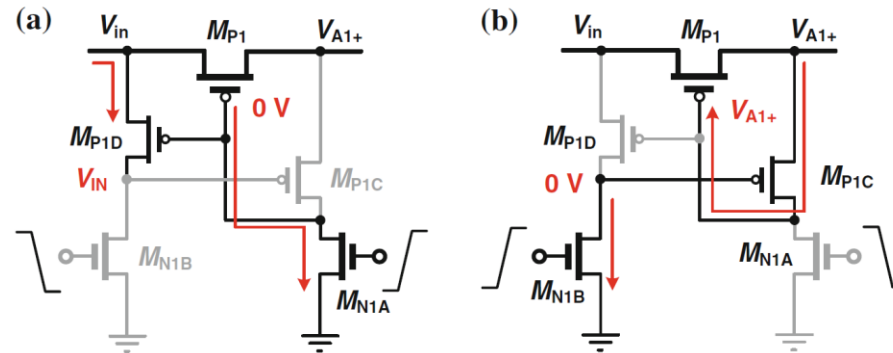 (a)
V_in
M_P1
V_A1+
0 V
M_P1D
V_IN
M_P1C
M_N1B
M_N1A
(b)
V_in
M_P1
V_A1+
M_P1D
V_A1+
0 V
M_P1C
M_N1B
M_N1A